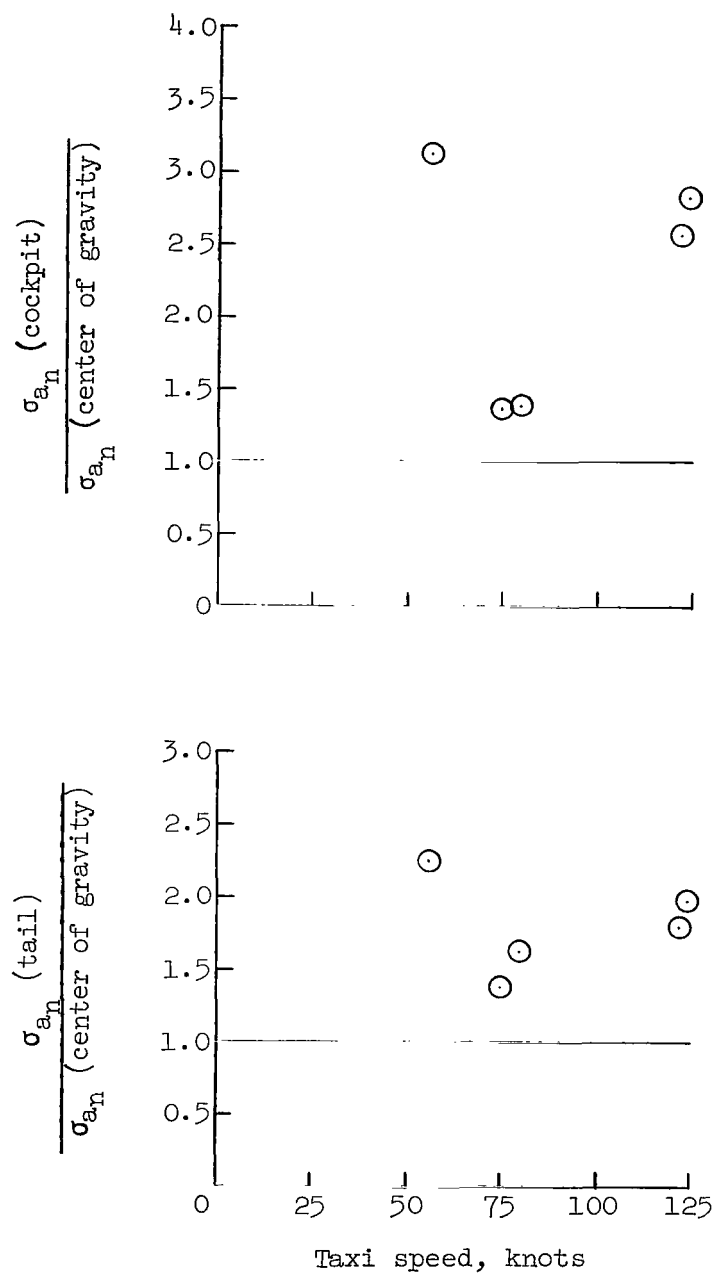 4.0
3.5
3.0
2.5
2.0
1.5
1.0
0.5
0
σaₙ (cockpit)
σaₙ (center of gravity)
3.0
2.5
2.0
1.5
1.0
0.5
σaₙ (tail)
σaₙ (center of gravity)
0 25 50 75 100 125
Taxi speed, knots